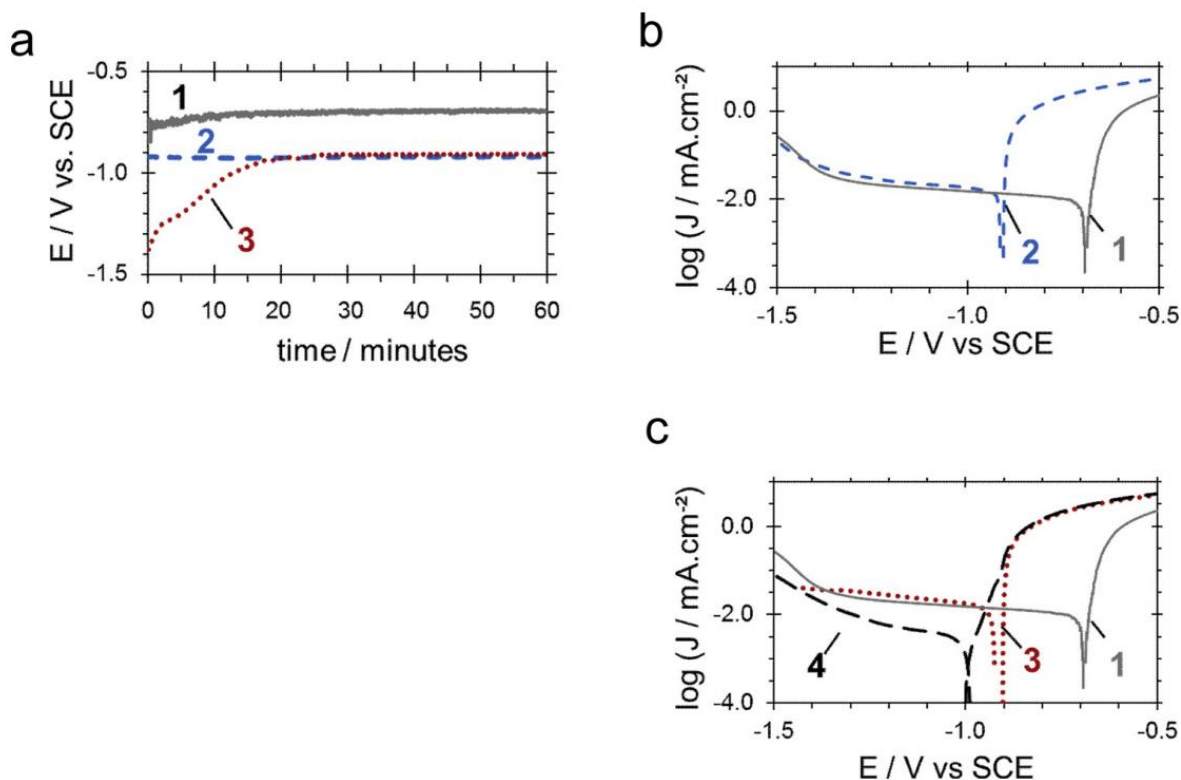 a
E / V vs. SCE
-0.5
-1.0
-1.5
1
2
3
0 10 20 30 40 50 60
time / minutes
b
log (J / mA.cm⁻²)
0.0
-2.0
-4.0
2
1
-1.5 -1.0 -0.5
E / V vs SCE
c
log (J / mA.cm⁻²)
0.0
-2.0
-4.0
4
3
1
-1.5 -1.0 -0.5
E / V vs SCE